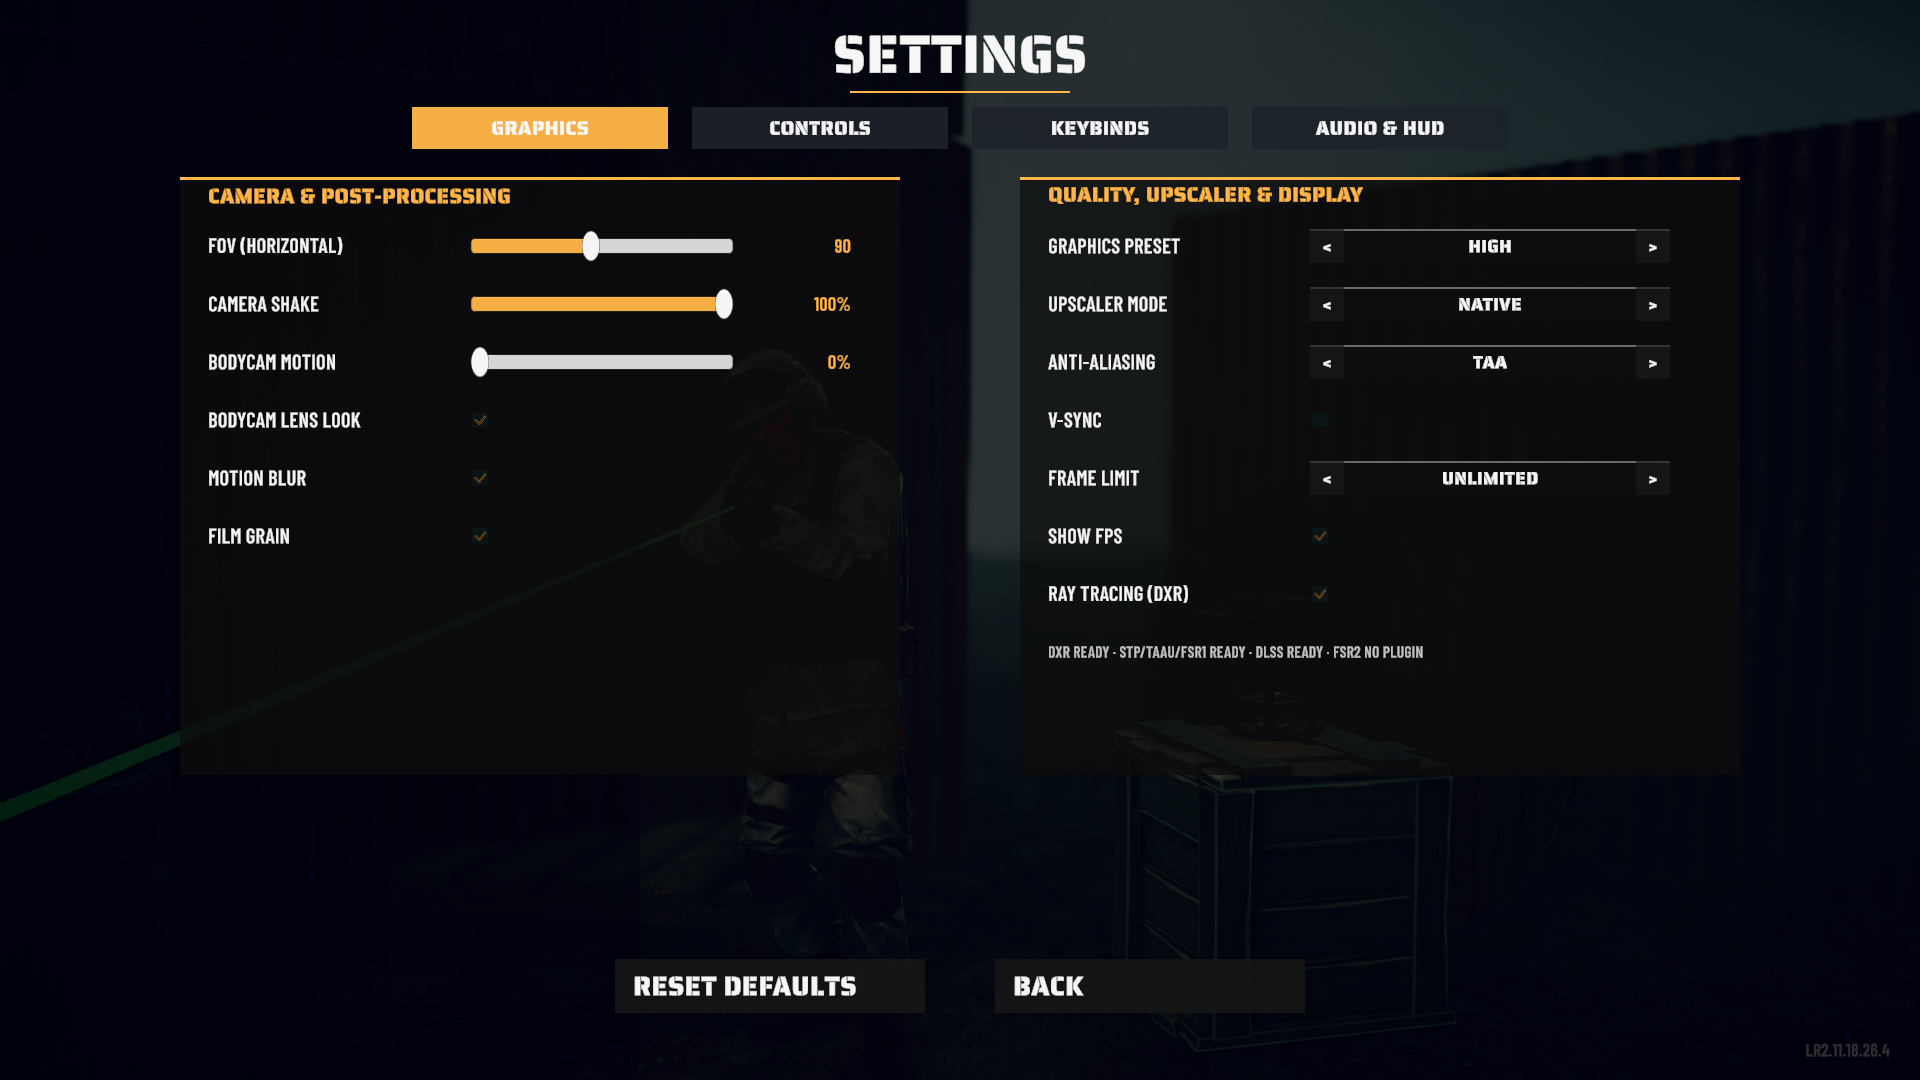 SETTINGS
GRAPHICS
CONTROLS
KEYBINDS
AUDIO & HUD
CAMERA & POST-PROCESSING
FOV (HORIZONTAL)
90
CAMERA SHAKE
100%
BODYCAM MOTION
0%
BODYCAM LENS LOOK
MOTION BLUR
FILM GRAIN
QUALITY, UPSCALER & DISPLAY
GRAPHICS PRESET
< HIGH >
UPSCALER MODE
< NATIVE >
ANTI-ALIASING
< TAA >
V-SYNC
FRAME LIMIT
< UNLIMITED >
SHOW FPS
RAY TRACING (DXR)
DXR READY · STP/TAAU/FSR1 READY · DLSS READY · FSR2 NO PLUGIN
RESET DEFAULTS
BACK
LR2.11.18.26.4